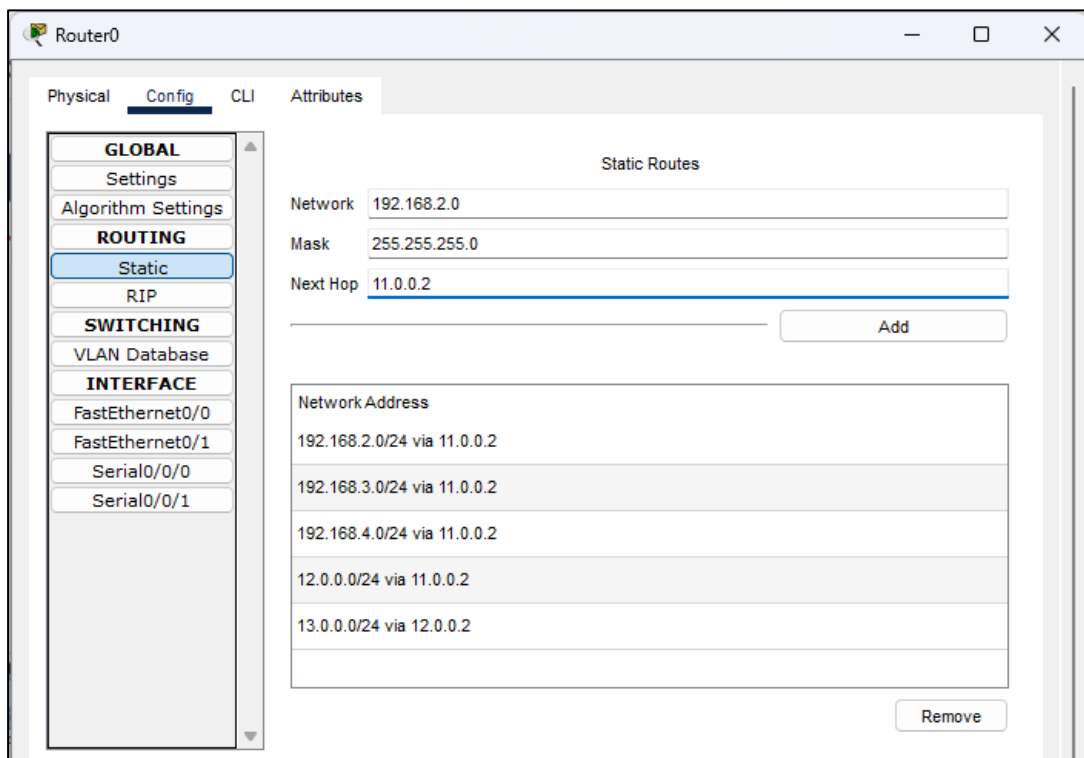 Router0
Physical Config CLI Attributes
GLOBAL
Settings
Algorithm Settings
ROUTING
Static
RIP
SWITCHING
VLAN Database
INTERFACE
FastEthernet0/0
FastEthernet0/1
Serial0/0/0
Serial0/0/1
Static Routes
Network 192.168.2.0
Mask 255.255.255.0
Next Hop 11.0.0.2
Add
Network Address
192.168.2.0/24 via 11.0.0.2
192.168.3.0/24 via 11.0.0.2
192.168.4.0/24 via 11.0.0.2
12.0.0.0/24 via 11.0.0.2
13.0.0.0/24 via 12.0.0.2
Remove